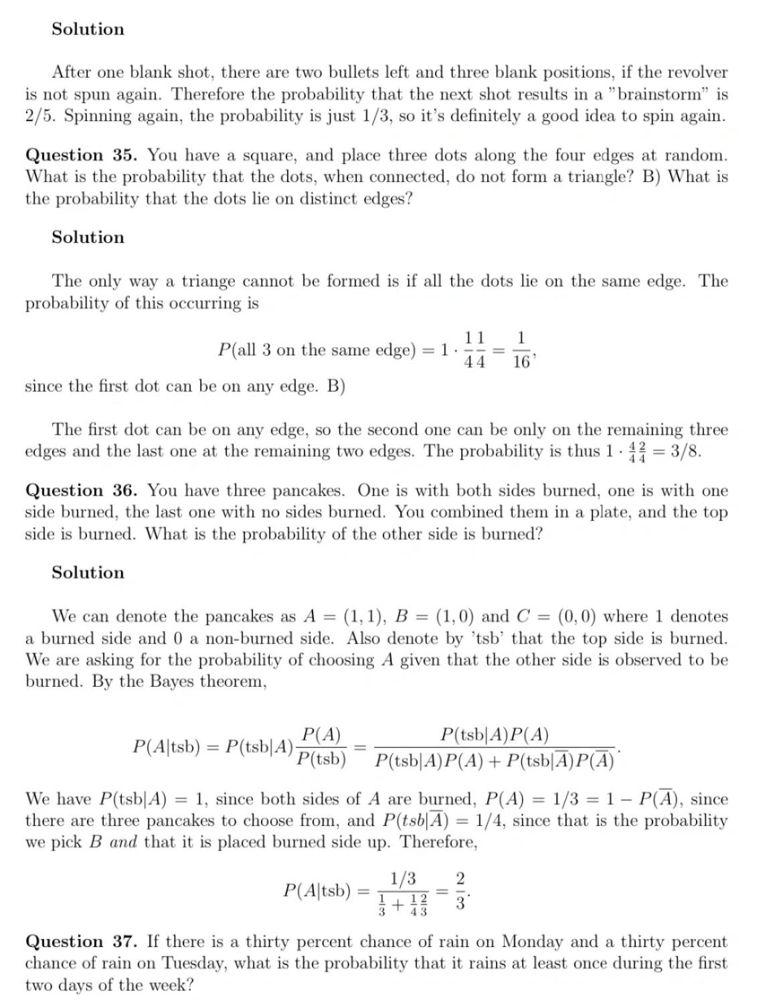 Solution
After one blank shot, there are two bullets left and three blank positions, if the revolver
is not spun again. Therefore the probability that the next shot results in a ”brainstorm” is
2/5. Spinning again, the probability is just 1/3, so it’s definitely a good idea to spin again.
Question 35. You have a square, and place three dots along the four edges at random.
What is the probability that the dots, when connected, do not form a triangle? B) What is
the probability that the dots lie on distinct edges?
Solution
The only way a triange cannot be formed is if all the dots lie on the same edge. The
probability of this occurring is
P(all 3 on the same edge) = 1 · \frac{1}{4}\frac{1}{4} = \frac{1}{16},
since the first dot can be on any edge. B)
The first dot can be on any edge, so the second one can be only on the remaining three
edges and the last one at the remaining two edges. The probability is thus 1 · \frac{4}{4}\frac{2}{4} = 3/8.
Question 36. You have three pancakes. One is with both sides burned, one is with one
side burned, the last one with no sides burned. You combined them in a plate, and the top
side is burned. What is the probability of the other side is burned?
Solution
We can denote the pancakes as A = (1, 1), B = (1, 0) and C = (0, 0) where 1 denotes
a burned side and 0 a non-burned side. Also denote by ’tsb’ that the top side is burned.
We are asking for the probability of choosing A given that the other side is observed to be
burned. By the Bayes theorem,
P(A|tsb) = P(tsb|A)\frac{P(A)}{P(tsb)} = \frac{P(tsb|A)P(A)}{P(tsb|A)P(A) + P(tsb|\overline{A})P(\overline{A})}.
We have P(tsb|A) = 1, since both sides of A are burned, P(A) = 1/3 = 1 − P(\overline{A}), since
there are three pancakes to choose from, and P(tsb|\overline{A}) = 1/4, since that is the probability
we pick B and that it is placed burned side up. Therefore,
P(A|tsb) = \frac{1/3}{\frac{1}{3} + \frac{1}{4}\frac{2}{3}} = \frac{2}{3}.
Question 37. If there is a thirty percent chance of rain on Monday and a thirty percent
chance of rain on Tuesday, what is the probability that it rains at least once during the first
two days of the week?